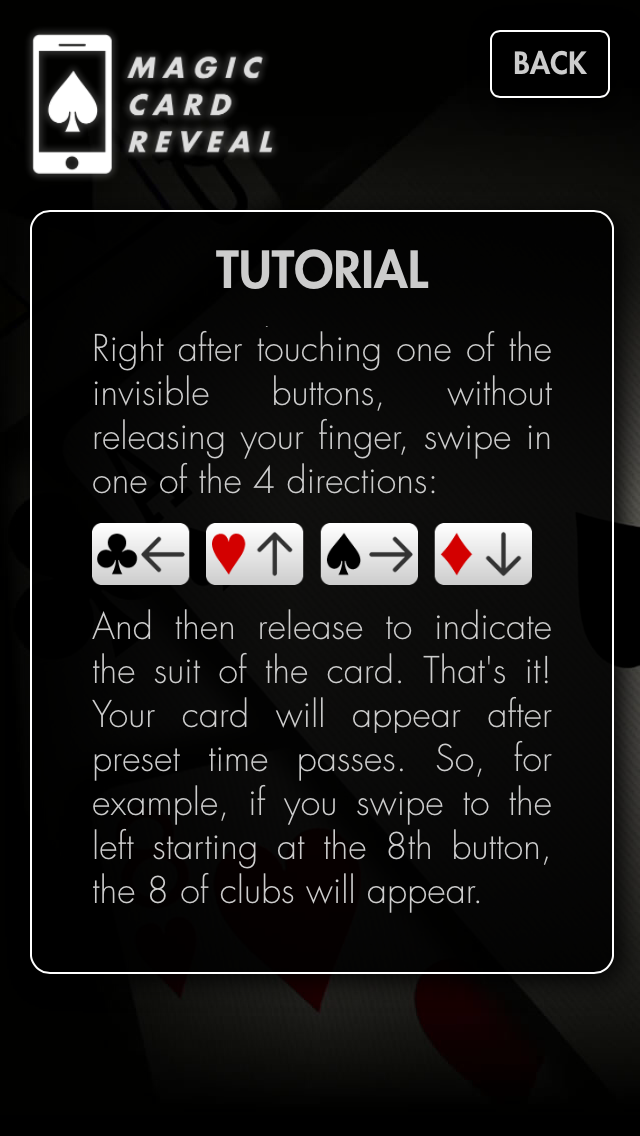 MAGIC
CARD
REVEAL
BACK
TUTORIAL
Right after touching one of the
invisible buttons, without
releasing your finger, swipe in
one of the 4 directions:
And then release to indicate
the suit of the card. That's it!
Your card will appear after
preset time passes. So, for
example, if you swipe to the
left starting at the 8th button,
the 8 of clubs will appear.